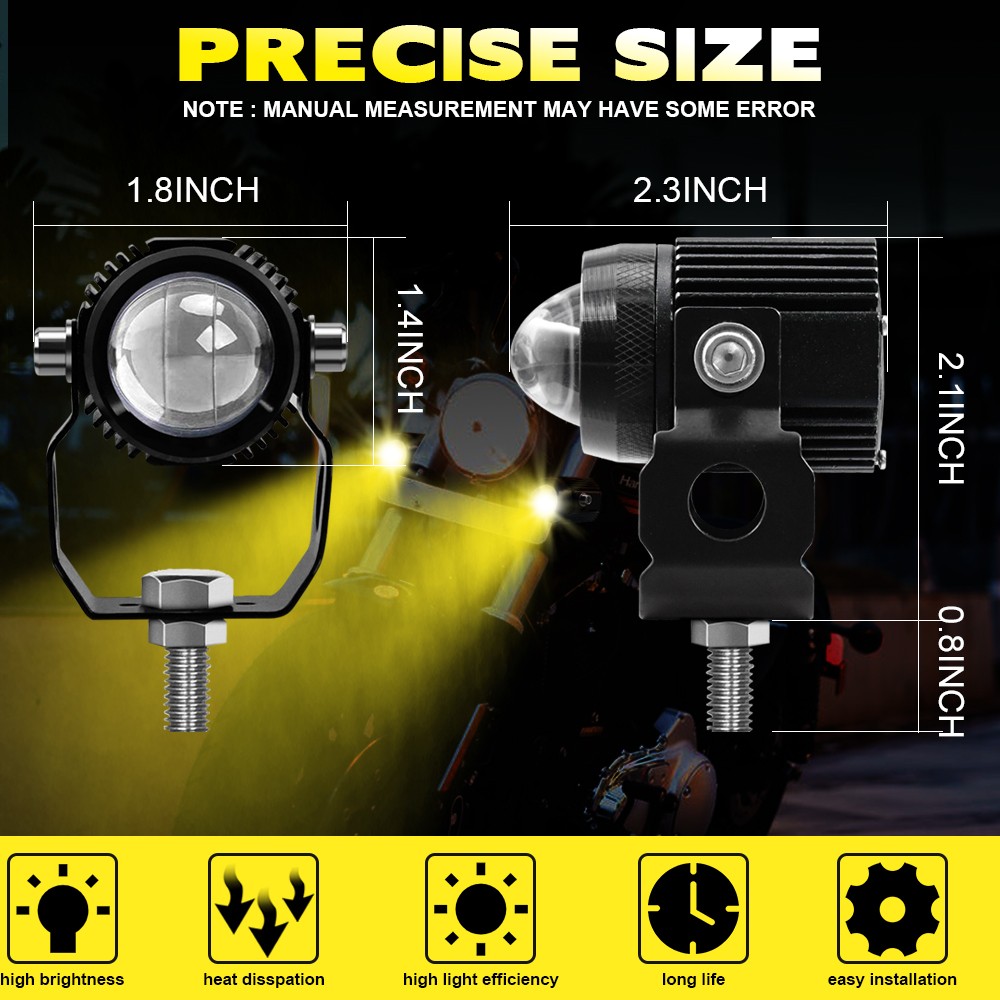 PRECISE SIZE
NOTE : MANUAL MEASUREMENT MAY HAVE SOME ERROR
1.8INCH
2.3INCH
1.4INCH
2.1INCH
0.8INCH
high brightness
heat disspation
high light efficiency
long life
easy installation